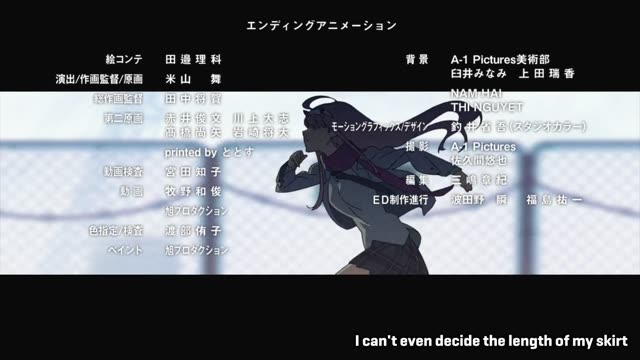 エンディングアニメーション
絵コンテ 田邉理科
演出/作画監督/原画 米山 舞
総作画監督 田中将賀
第二原画 赤井俊文 川上大志
高橋尚矢 岩崎将大
printed by ととす
動画検査 宮田知子
動画 牧野和俊
旭プロダクション
色指定/検査 渡部侑子
ペイント 旭プロダクション
背景 A-1 Pictures美術部
臼井みなみ 上田瑞香
NAM HAI
THI NGUYET
モーショングラフィックス/デザイン 釣井省吾(スタジオカラー)
撮影 A-1 Pictures
佐久間悠也
編集 三嶋章紀
ED制作進行 波田野 瞬 福島祐一
I can't even decide the length of my skirt